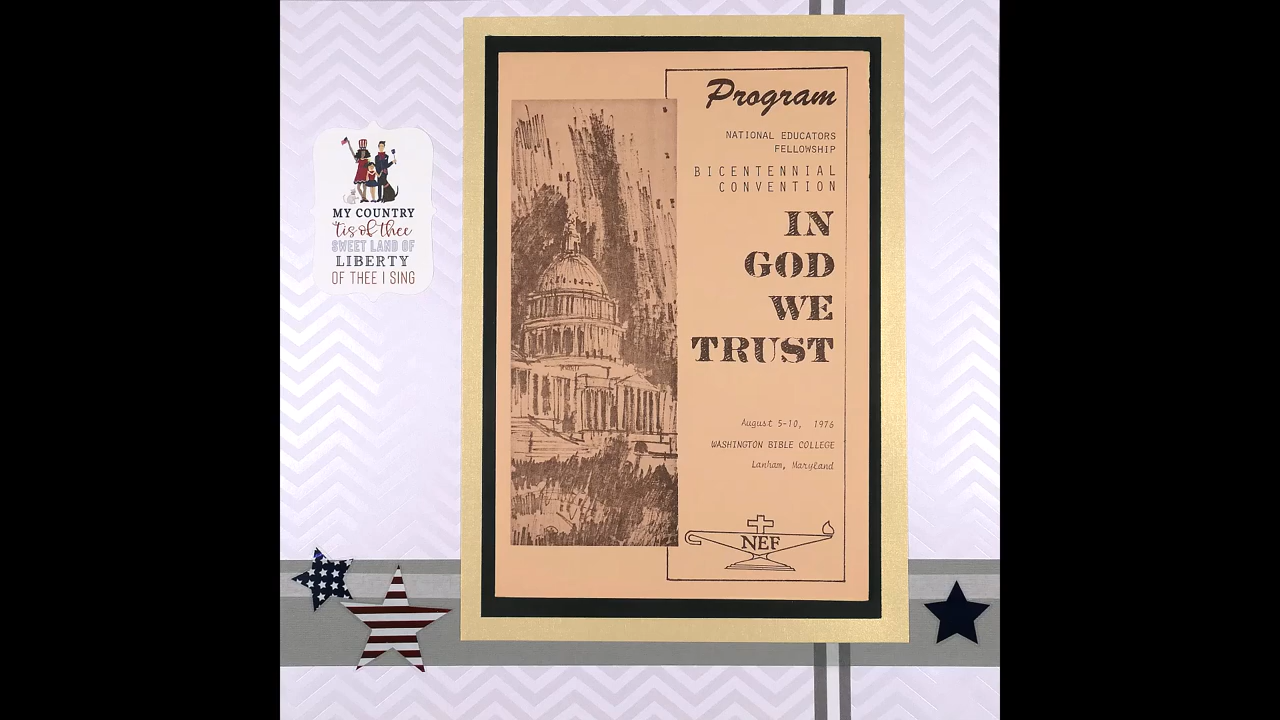 MY COUNTRY
'tis of thee
SWEET LAND OF
LIBERTY
OF THEE I SING
Program
NATIONAL EDUCATORS
FELLOWSHIP
BICENTENNIAL
CONVENTION
IN
GOD
WE
TRUST
August 5-10, 1976
WASHINGTON BIBLE COLLEGE
Lanham, Maryland
NEF